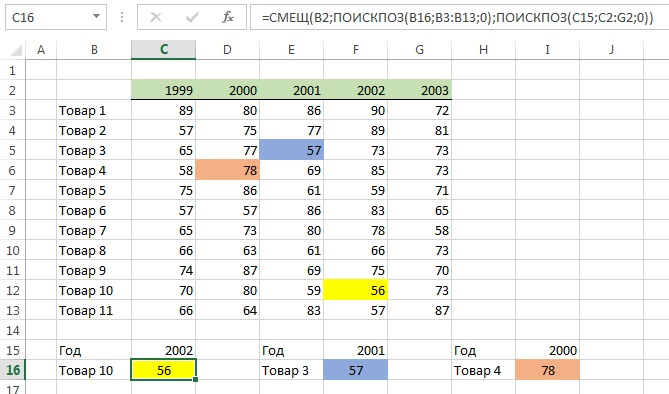 C16 =СМЕЩ(B2;ПОИСКПОЗ(B16;B3:B13;0);ПОИСКПОЗ(C15;C2:G2;0))
A B C D E F G H I J
1
2 1999 2000 2001 2002 2003
3 Товар 1 89 80 86 90 72
4 Товар 2 57 75 77 89 81
5 Товар 3 65 77 57 73 73
6 Товар 4 58 78 69 85 73
7 Товар 5 75 86 61 59 71
8 Товар 6 57 57 86 83 65
9 Товар 7 65 73 80 78 58
10 Товар 8 66 63 61 66 73
11 Товар 9 74 87 69 75 70
12 Товар 10 70 80 59 56 73
13 Товар 11 66 64 83 57 87
14
15 Год 2002 Год 2001 Год 2000
16 Товар 10 56 Товар 3 57 Товар 4 78
17